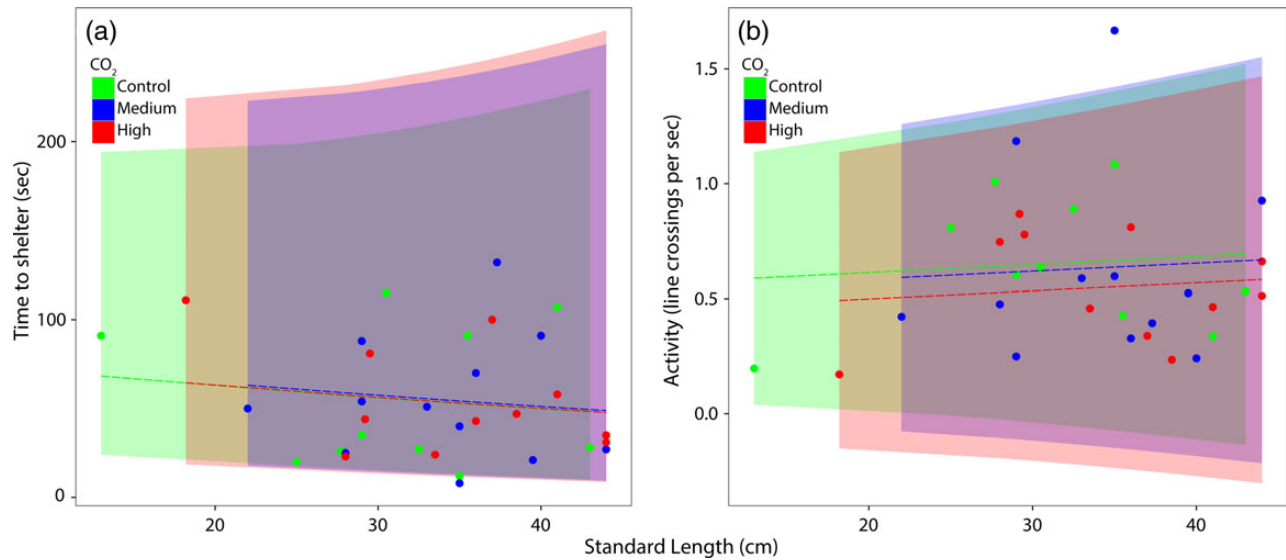 (a)
CO2
Control
Medium
High
Time to shelter (sec)
200
100
0
20
30
40
(b)
CO2
Control
Medium
High
Activity (line crossings per sec)
1.5
1.0
0.5
0.0
20
30
40
Standard Length (cm)